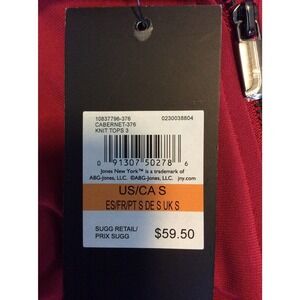 10837796-376 0230038804
CABERNET-376
KNIT TOPS 3
0 91307 50278 6
Jones New York™ is a trademark of
ABG-Jones, LLC. ©ABG-Jones, LLC. jny.com
US/CA S
ES/FR/PT S DE S UK S
SUGG RETAIL/
PRIX SUGG $59.50